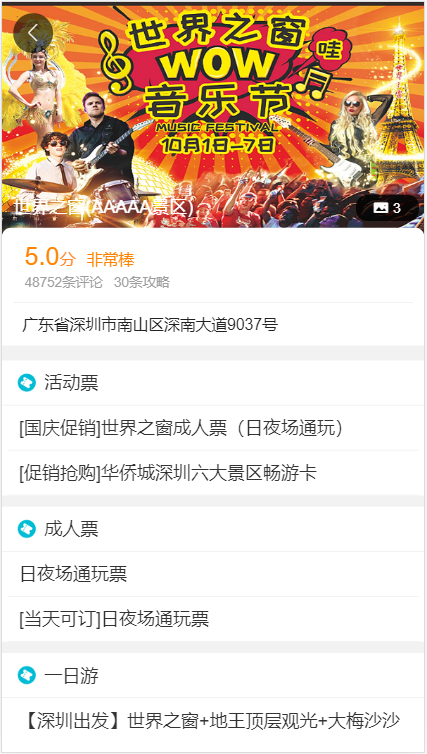 世界之窗
WOW
哇
音乐节
MUSIC FESTIVAL
10月1日-7日
世界之窗(AAAAA景区)
3
5.0分 非常棒
48752条评论 30条攻略
广东省深圳市南山区深南大道9037号
活动票
[国庆促销]世界之窗成人票（日夜场通玩）
[促销抢购]华侨城深圳六大景区畅游卡
成人票
日夜场通玩票
[当天可订]日夜场通玩票
一日游
【深圳出发】世界之窗+地王顶层观光+大梅沙沙